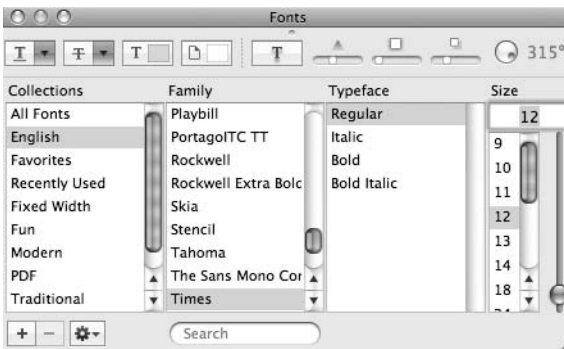 Fonts
T T T T 315°
Collections Family Typeface Size
All Fonts Playbill Regular 12
English PortagoITC TT Italic 9
Favorites Rockwell Bold 10
Recently Used Rockwell Extra Bolc Bold Italic 11
Fixed Width Skia 12
Fun Stencil 13
Modern Tahoma 14
PDF The Sans Mono Cor 18
Traditional Times
Search